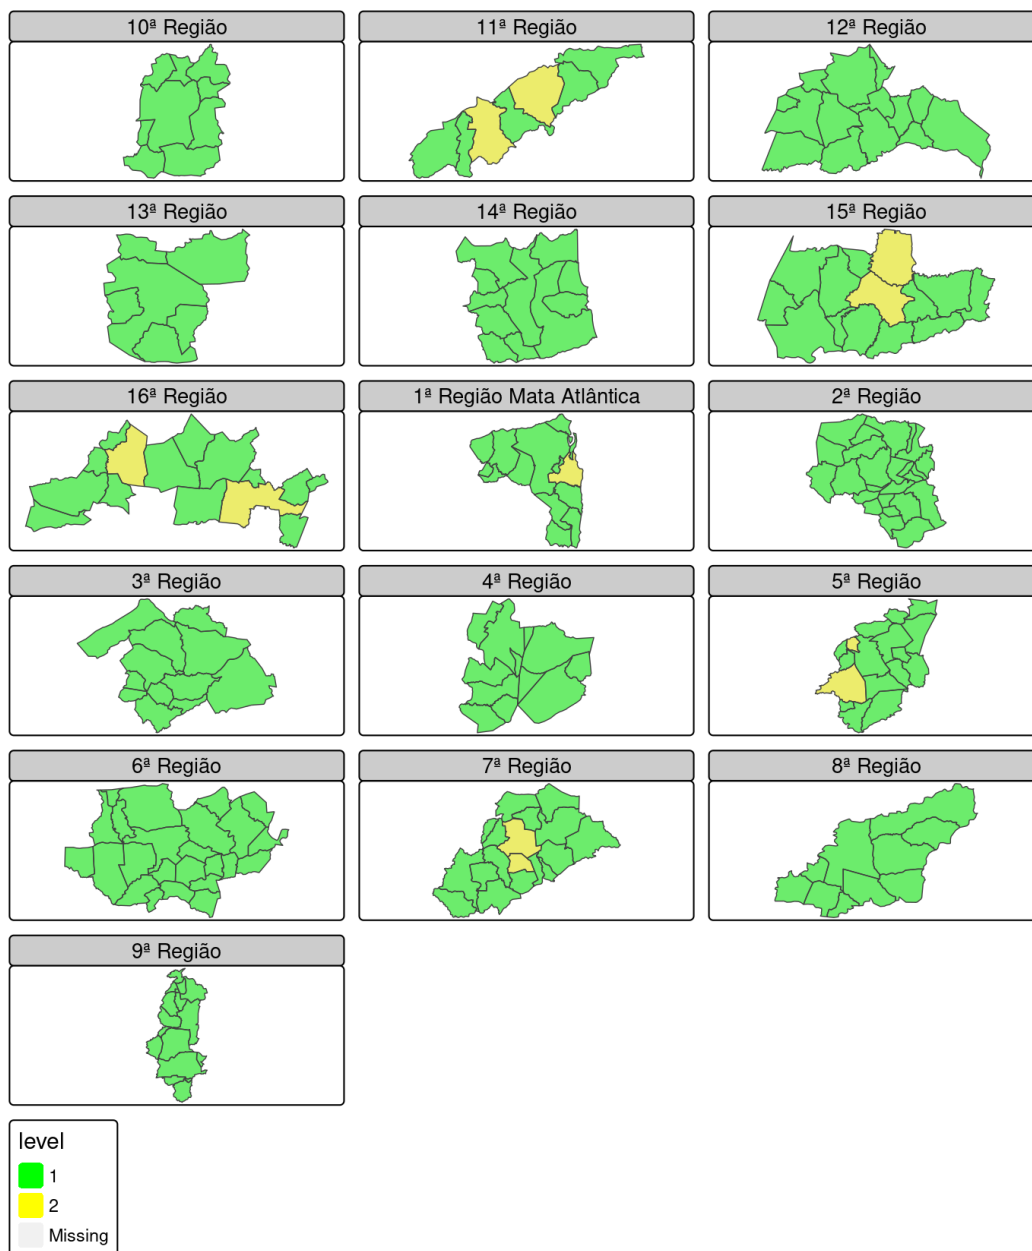 10ª Região
11ª Região
12ª Região
13ª Região
14ª Região
15ª Região
16ª Região
1ª Região Mata Atlântica
2ª Região
3ª Região
4ª Região
5ª Região
6ª Região
7ª Região
8ª Região
9ª Região
level
1
2
Missing